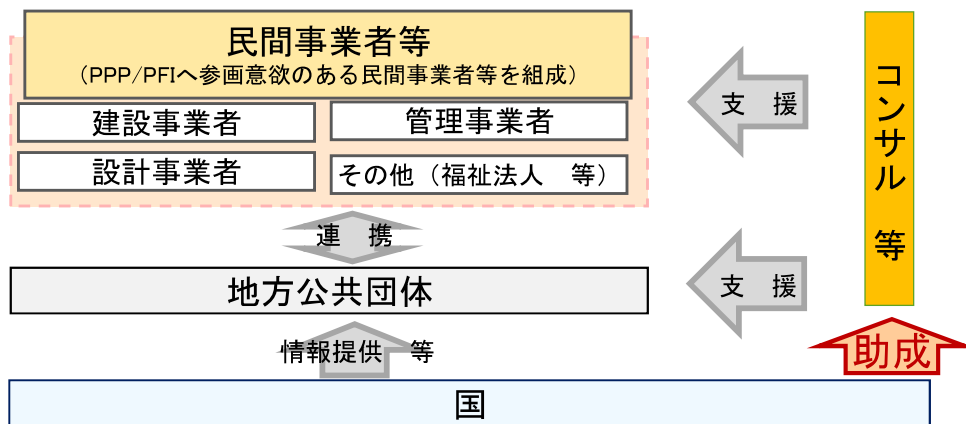 民間事業者等
（PPP/PFIへ参画意欲のある民間事業者等を組成）
建設事業者
管理事業者
設計事業者
その他（福祉法人　等）
支　援
コンサル　等
連　携
地方公共団体
支　援
情報提供　等
助成
国